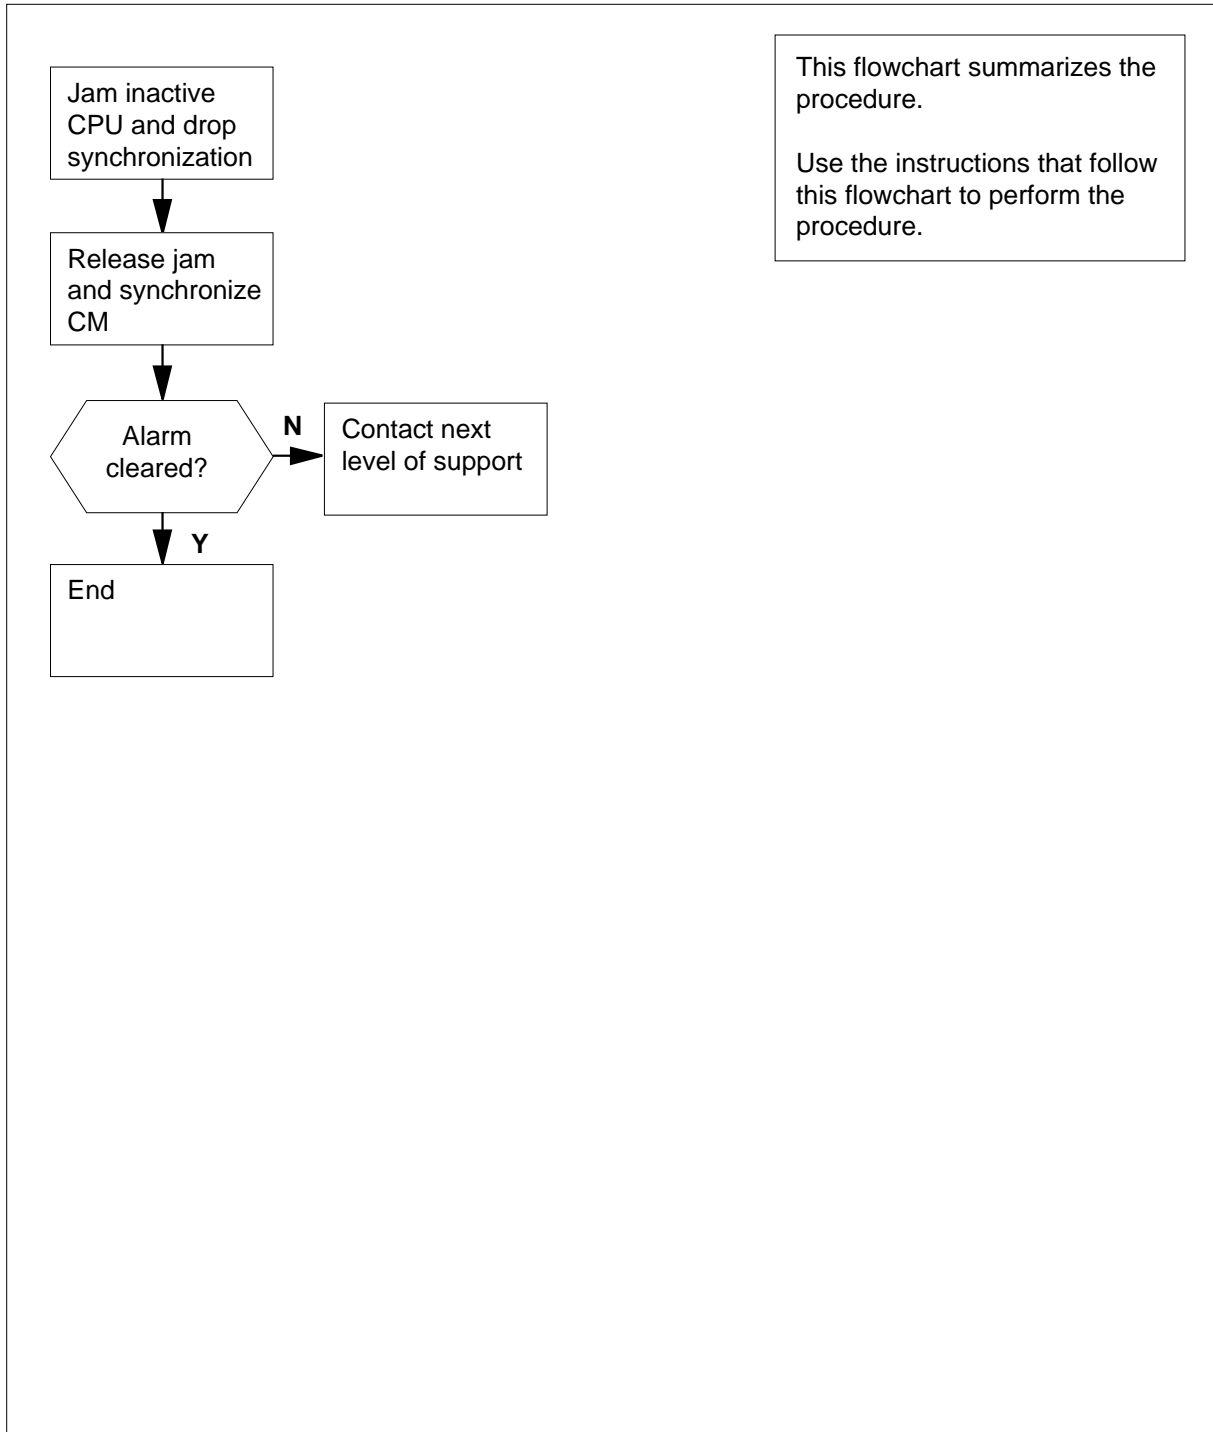 Jam inactive
CPU and drop
synchronization
Release jam
and synchronize
CM
Alarm
cleared?
N
Contact next
level of support
Y
End
This flowchart summarizes the
procedure.
Use the instructions that follow
this flowchart to perform the
procedure.